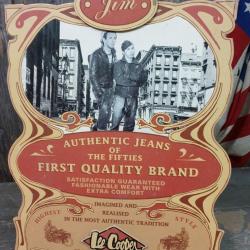 Jim
AUTHENTIC JEANS
OF THE
FIFTIES
FIRST QUALITY BRAND
SATISFACTION GUARANTEED
FASHIONABLE WEAR WITH
EXTRA COMFORT
IMAGINED AND
REALISED
IN THE MOST AUTHENTIC TRADITION
HIGHEST
STYLE
Lee Cooper